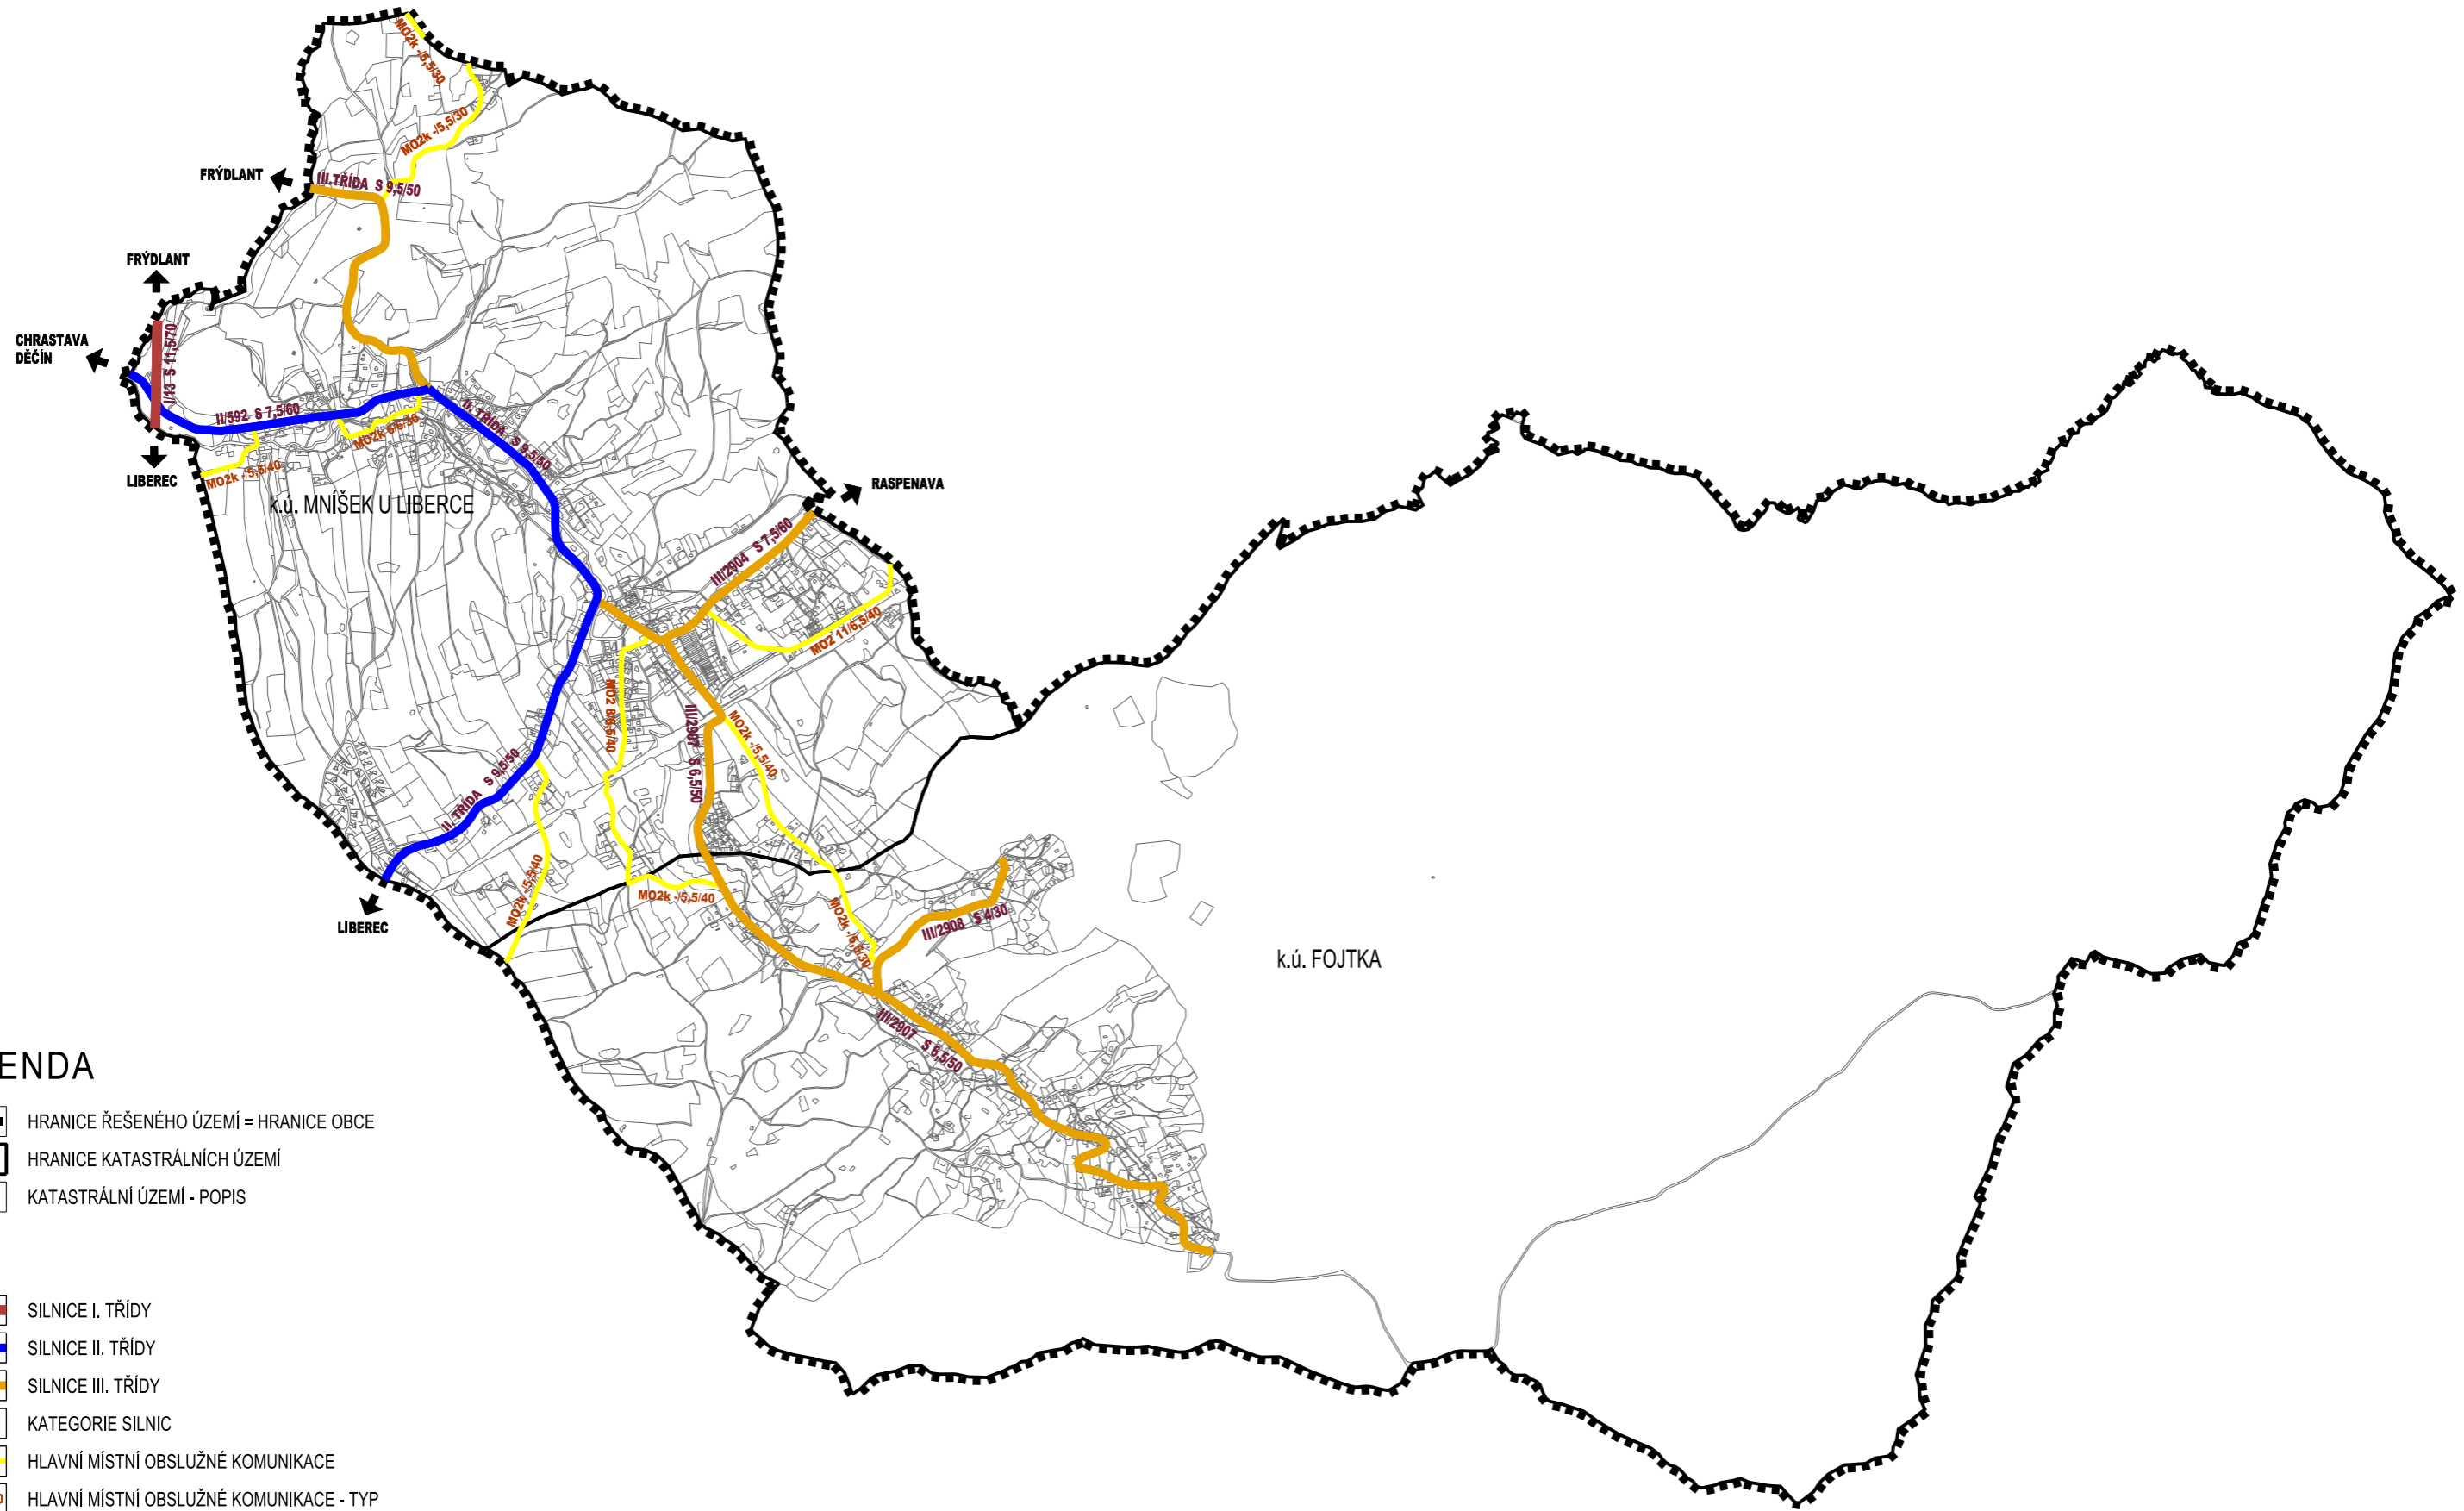 MO2k -/5,5/30
MO2k -/5,5/30
FRÝDLANT
III.TŘÍDA S 9,5/50
FRÝDLANT
CHRASTAVA
DĚČÍN
I/13 S 11,5/70
II/592 S 7,5/60
II. TŘÍDA S 9,5/50
LIBEREC
MO2k -/5,5/40
k.ú. MNÍŠEK U LIBERCE
RASPENAVA
III/2904 S 7,5/60
MO2 11/6,5/40
III/2907 S 6,5/50
MO2k -/5,5/40
II. TŘÍDA S 9,5/50
MO2k -/5,5/40
MO2k -/5,5/40
III/2908 S 4/30
LIBEREC
k.ú. FOJTKA
III/2907 S 6,5/50
ENDA
HRANICE ŘEŠENÉHO ÚZEMÍ = HRANICE OBCE
HRANICE KATASTRÁLNÍCH ÚZEMÍ
KATASTRÁLNÍ ÚZEMÍ - POPIS
SILNICE I. TŘÍDY
SILNICE II. TŘÍDY
SILNICE III. TŘÍDY
KATEGORIE SILNIC
HLAVNÍ MÍSTNÍ OBSLUŽNÉ KOMUNIKACE
HLAVNÍ MÍSTNÍ OBSLUŽNÉ KOMUNIKACE - TYP